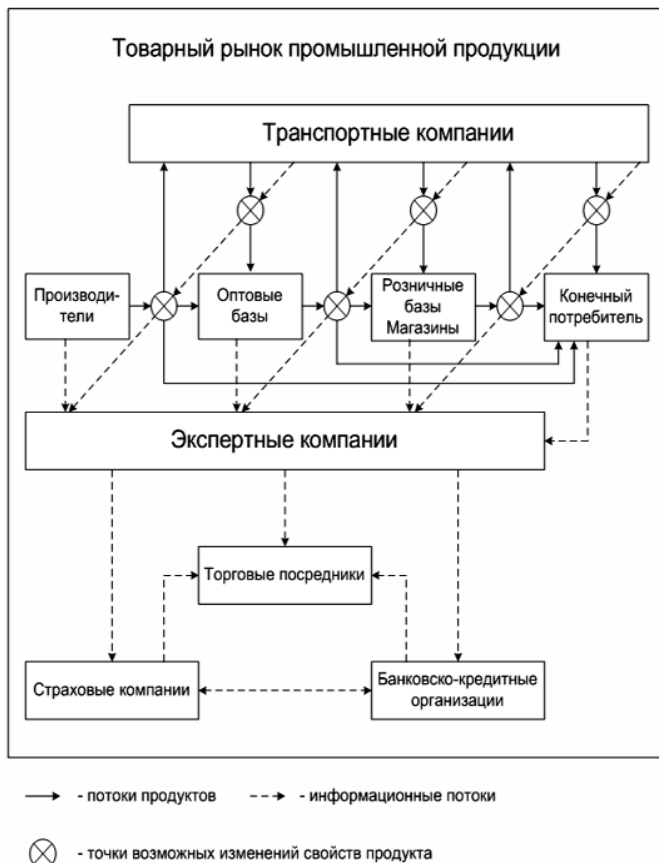 Товарный рынок промышленной продукции
Транспортные компании
Производи-
тели
Оптовые
базы
Розничные
базы
Магазины
Конечный
потребитель
Экспертные компании
Торговые посредники
Страховые компании
Банковско-кредитные
организации
- потоки продуктов
- информационные потоки
- точки возможных изменений свойств продукта